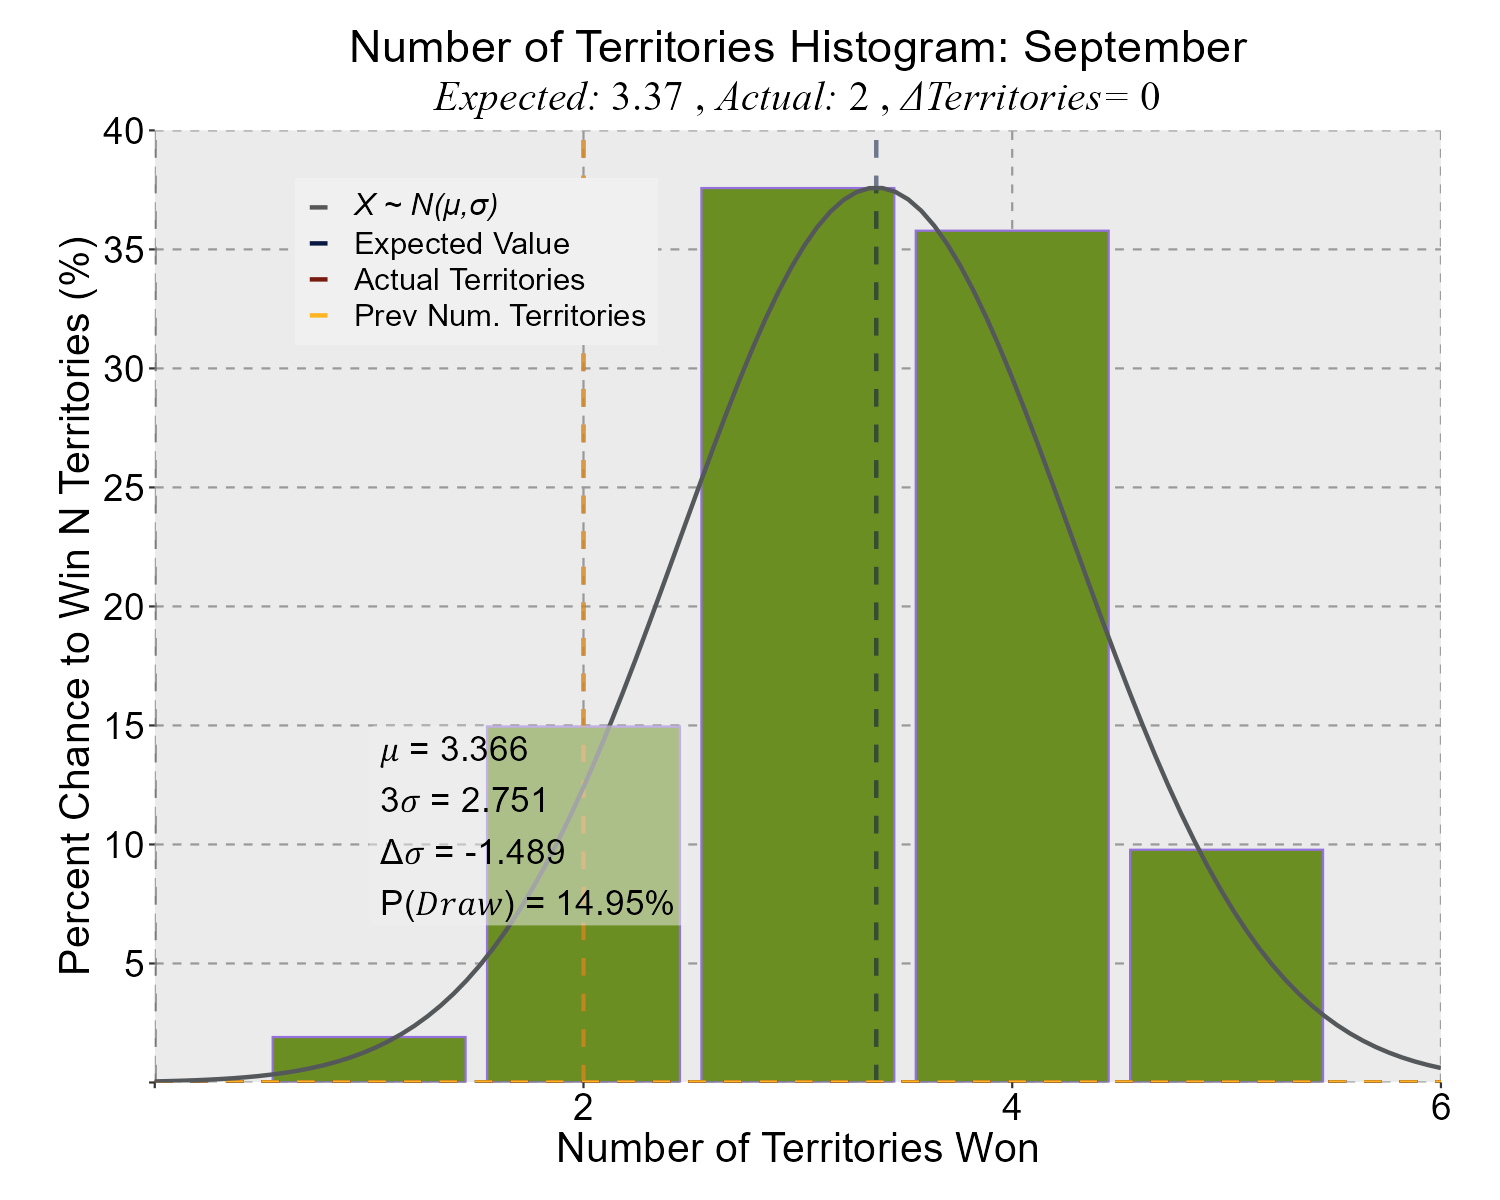 Number of Territories Histogram: September
Expected: 3.37 , Actual: 2 , ΔTerritories= 0
Percent Chance to Win N Territories (%)
40
35
30
25
20
15
10
5
X ~ N(μ,σ)
Expected Value
Actual Territories
Prev Num. Territories
μ = 3.366
3σ = 2.751
Δσ = -1.489
P(Draw) = 14.95%
2
4
6
Number of Territories Won